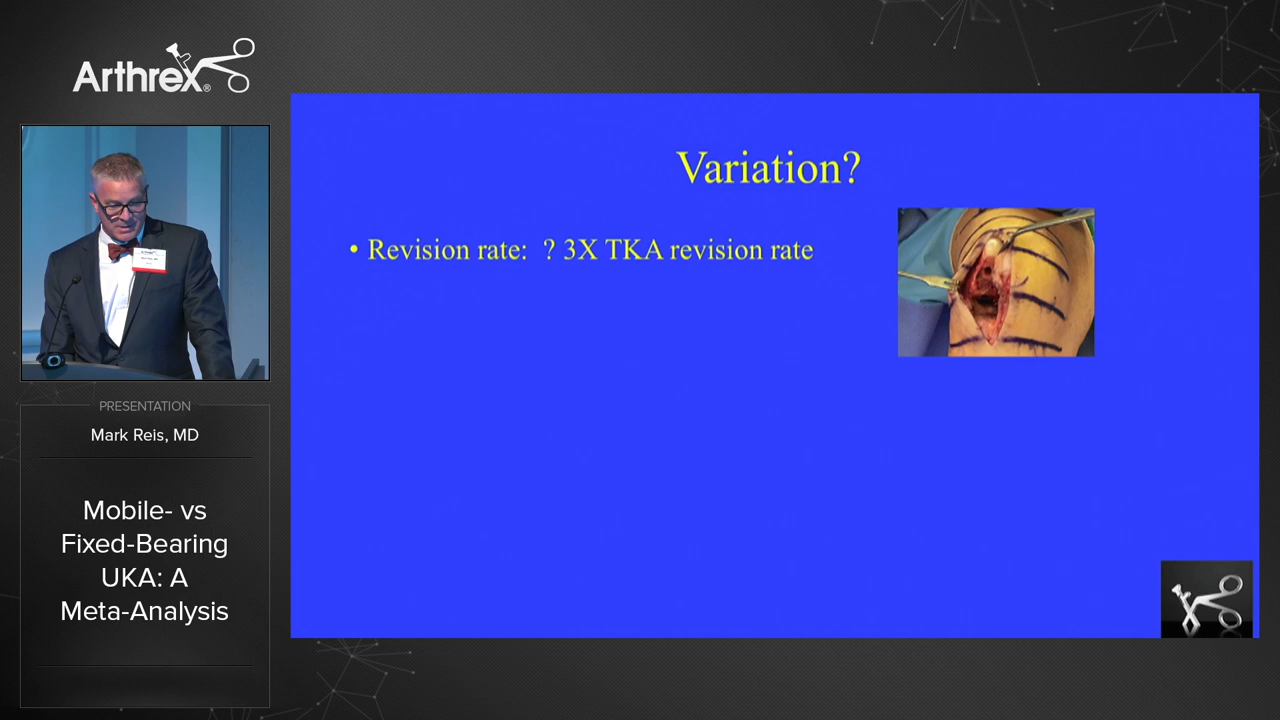 Arthrex®
PRESENTATION
Mark Reis, MD
Mobile- vs
Fixed-Bearing
UKA: A
Meta-Analysis
Variation?
• Revision rate: ? 3X TKA revision rate